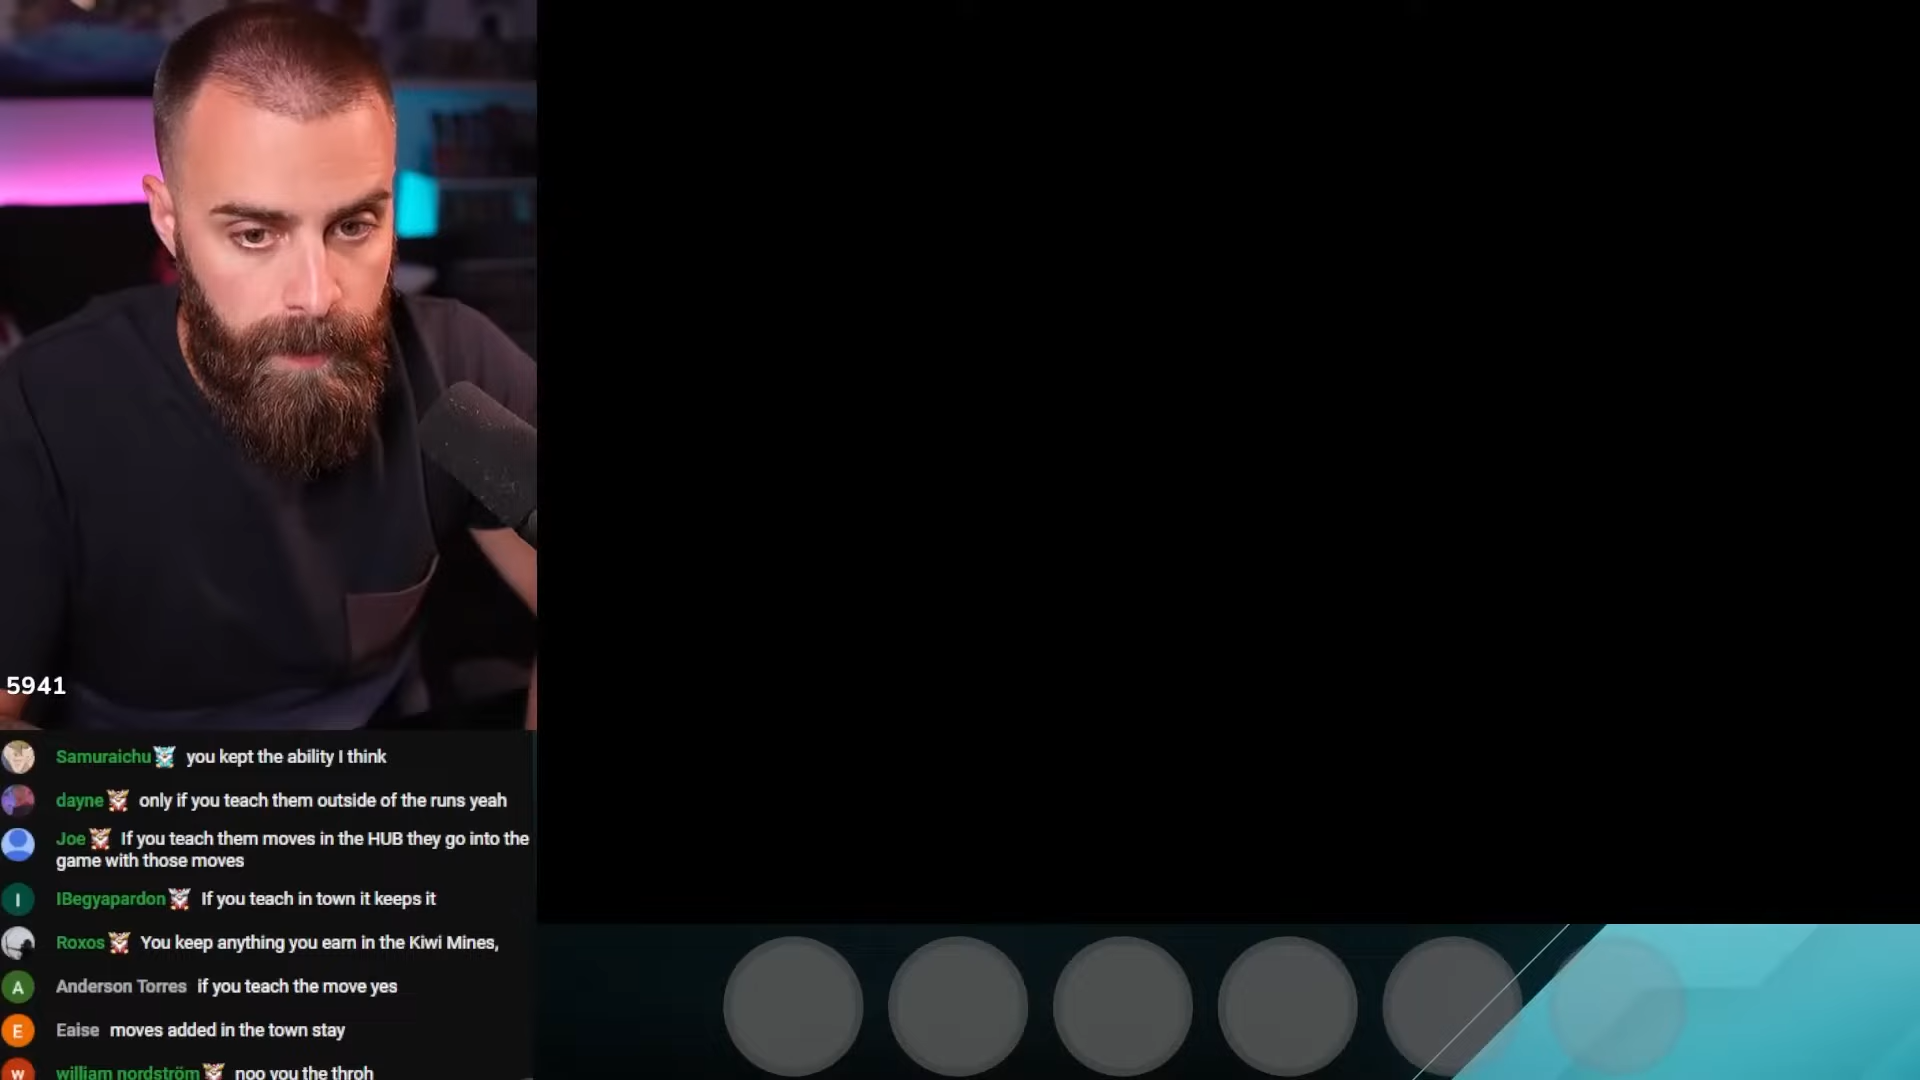 5941
Samuraichu you kept the ability I think
dayne only if you teach them outside of the runs yeah
Joe If you teach them moves in the HUB they go into the
game with those moves
I IBegyapardon If you teach in town it keeps it
Roxos You keep anything you earn in the Kiwi Mines,
A Anderson Torres if you teach the move yes
E Eaise moves added in the town stay
w william nordström noo you the throh